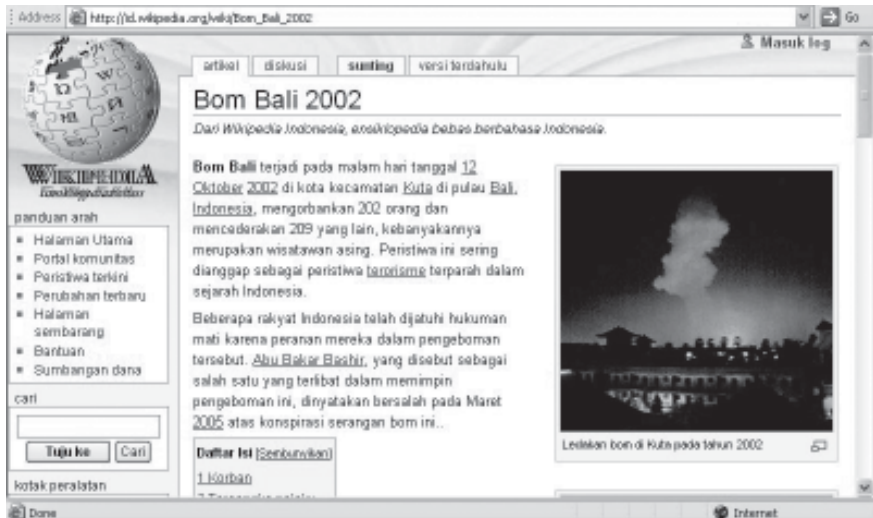 Address http://id.wikipedia.org/wiki/Bom_Bali_2002 Go
Masuk log
artikel diskusi sunting versi terdahulu
Bom Bali 2002
Dari Wikipedia Indonesia, ensiklopedia bebas berbahasa Indonesia.
Bom Bali terjadi pada malam hari tanggal 12
Oktober 2002 di kota kecamatan Kuta di pulau Bali,
Indonesia, mengorbankan 202 orang dan
mencederakan 209 yang lain, kebanyakannya
merupakan wisatawan asing. Peristiwa ini sering
dianggap sebagai peristiwa terorisme terparah dalam
sejarah Indonesia.
Beberapa rakyat Indonesia telah dijatuhi hukuman
mati karena peranan mereka dalam pengeboman
tersebut. Abu Bakar Bashir, yang disebut sebagai
salah satu yang terlibat dalam memimpin
pengeboman ini, dinyatakan bersalah pada Maret
2005 atas konspirasi serangan bom ini..
Daftar Isi [Sembunyikan]
1 Korban
Ledakan bom di Kuta pada tahun 2002
WIKIPEDIA
panduan arah
Halaman Utama
Portal komunitas
Peristiwa terkini
Perubahan terbaru
Halaman
sembarang
Bantuan
Sumbangan dana
cari
Tuju ke Cari
kotak peralatan
Done Internet